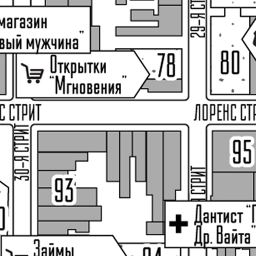 магазин
вый мужчина"
29-я С
Открытки
"Мгновения"
78
80
С СТРИТ
ЛОРЕНС СТРИТ
30-Я СТРИТ
95
93
СТРИТ
94
Дантист "Г
Др. Вайта"
Займы